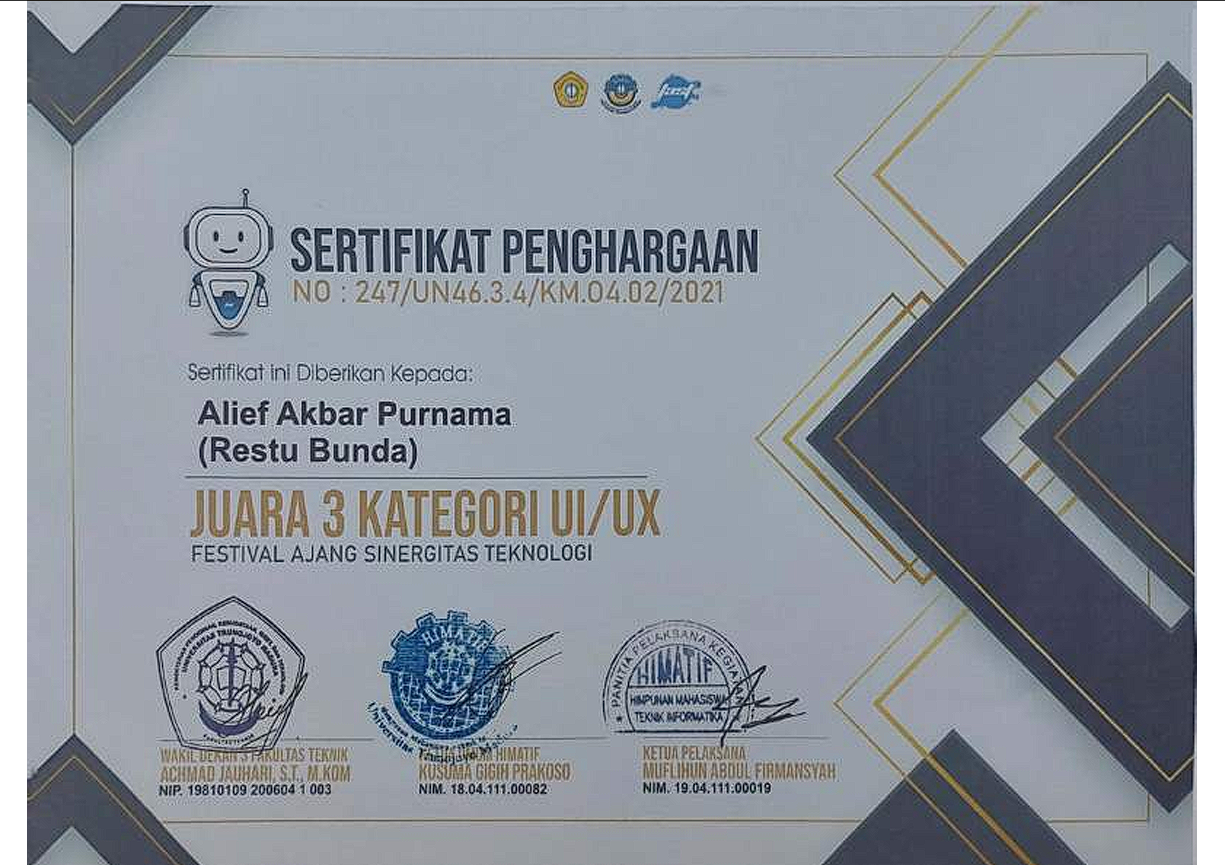 fast
SERTIFIKAT PENGHARGAAN
NO : 247/UN46.3.4/KM.04.02/2021
Sertifikat ini Diberikan Kepada:
Alief Akbar Purnama
(Restu Bunda)
JUARA 3 KATEGORI UI/UX
FESTIVAL AJANG SINERGITAS TEKNOLOGI
UNIVERSITAS TRUNOJOYO
HIMATIF
PANITIA PELAKSANA
HIMATIF
HIMPUNAN MAHASISWA
TEKNIK INFORMATIKA
WAKIL DEKAN 3 FAKULTAS TEKNIK
ACHMAD JAUHARI, S.T., M.KOM
NIP. 19810109 200604 1 003
HIMATIF
KUSUMA GIGIH PRAKOSO
NIM. 18.04.111.00082
KETUA PELAKSANA
MUFLIHUN ABDUL FIRMANSYAH
NIM. 19.04.111.00019